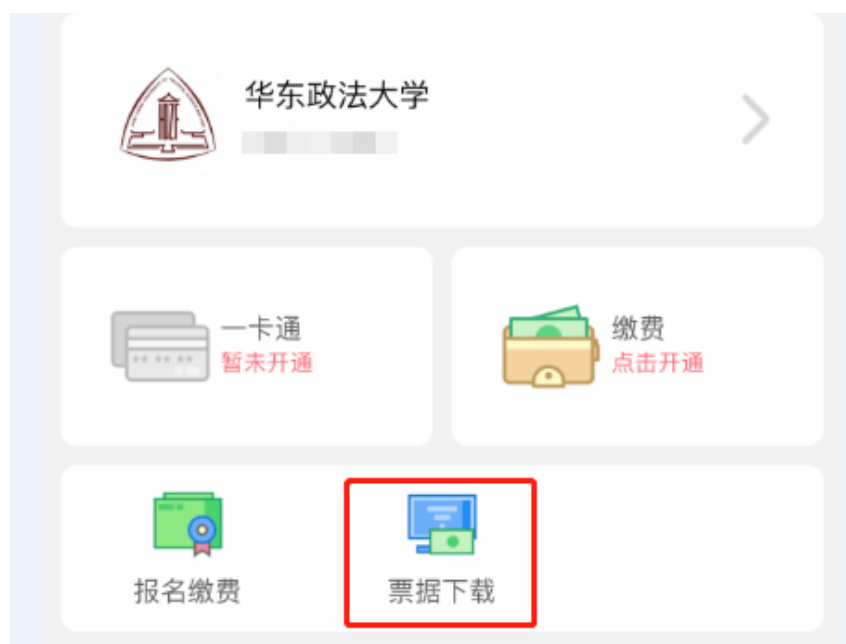 华东政法大学
一卡通
暂未开通
缴费
点击开通
报名缴费
票据下载